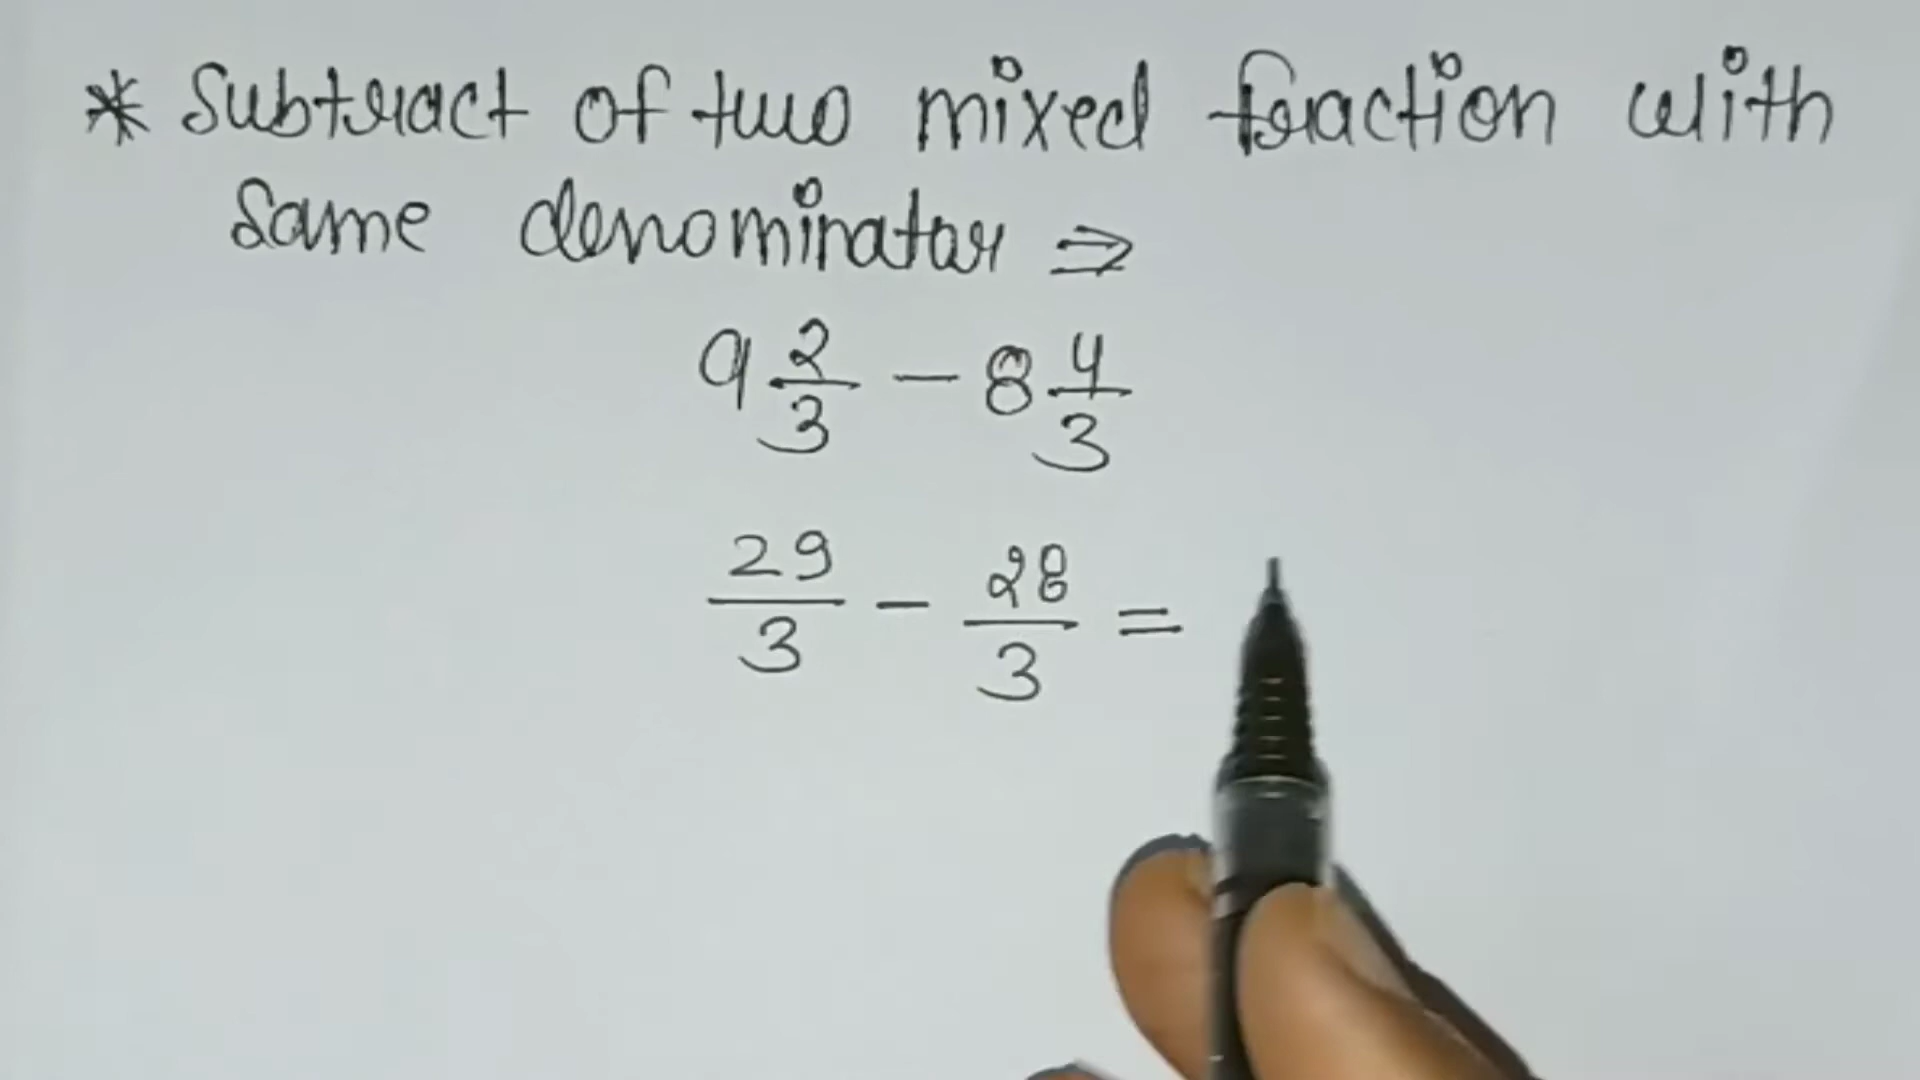 * Subtract of two mixed fraction with
same denominator ⇒
9 2/3 - 8 4/3
29/3 - 28/3 =